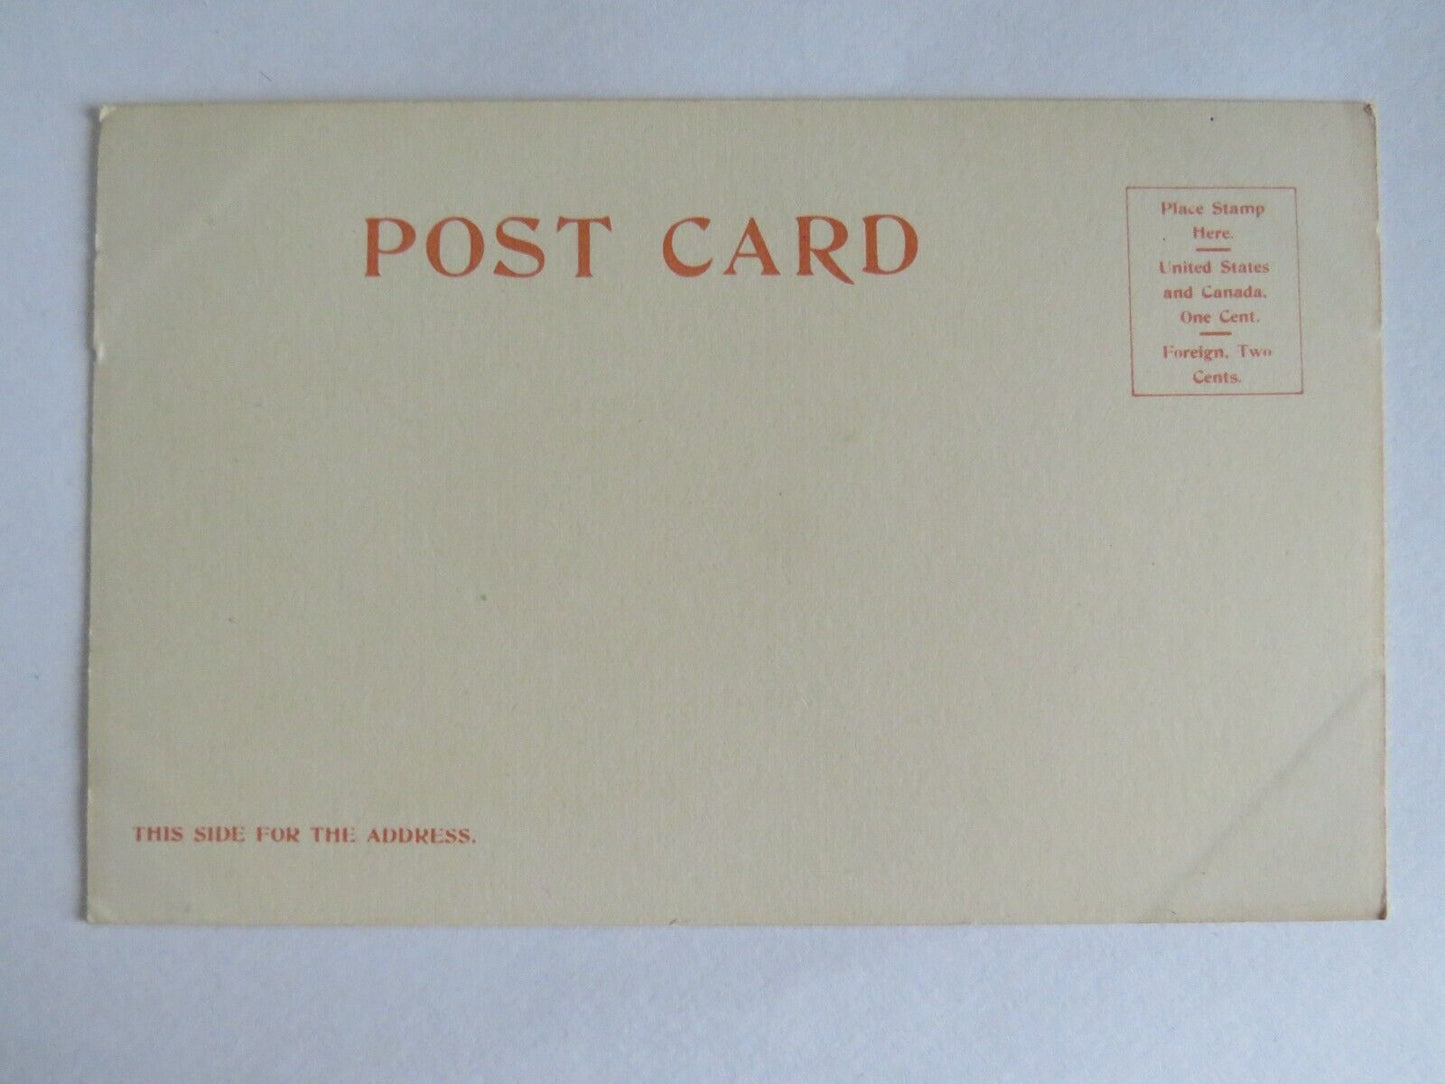 POST CARD
Place Stamp
Here.
United States
and Canada,
One Cent.
Foreign, Two
Cents.
THIS SIDE FOR THE ADDRESS.